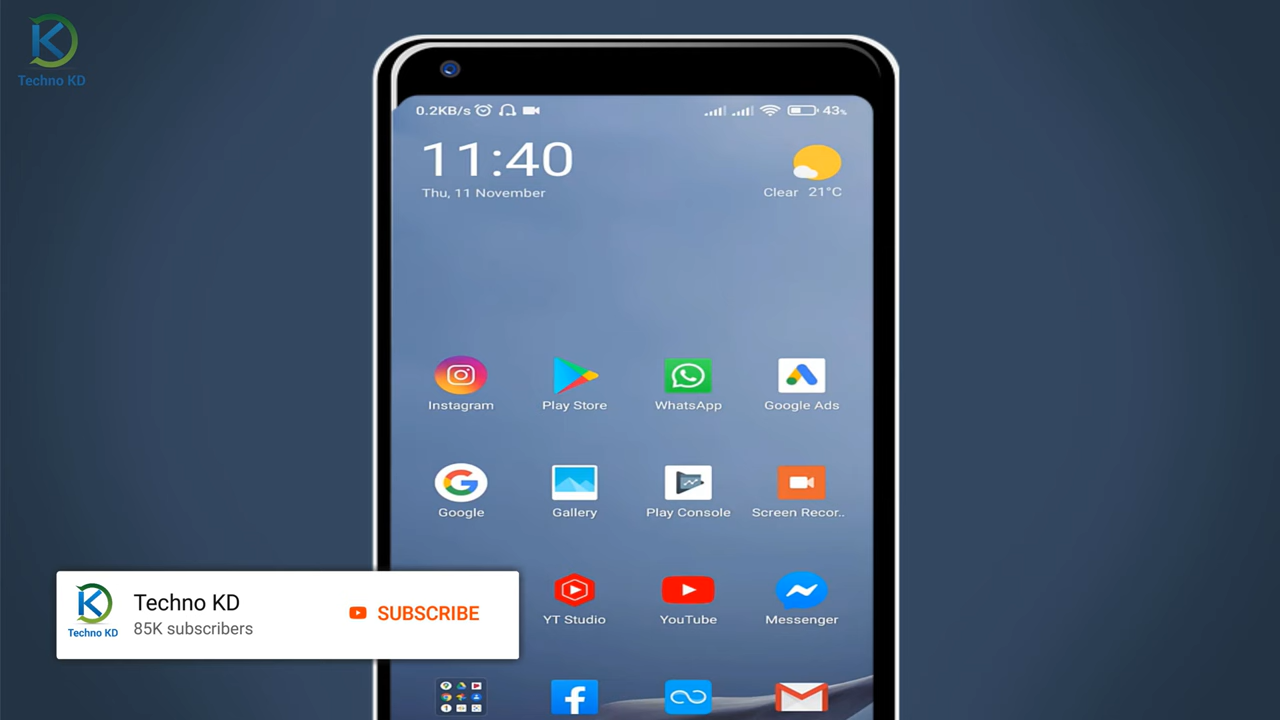 Techno KD
0.2KB/s 43%
11:40
Thu, 11 November
Clear 21°C
Instagram Play Store WhatsApp Google Ads
Google Gallery Play Console Screen Recor..
YT Studio YouTube Messenger
Techno KD
Techno KD
85K subscribers
SUBSCRIBE